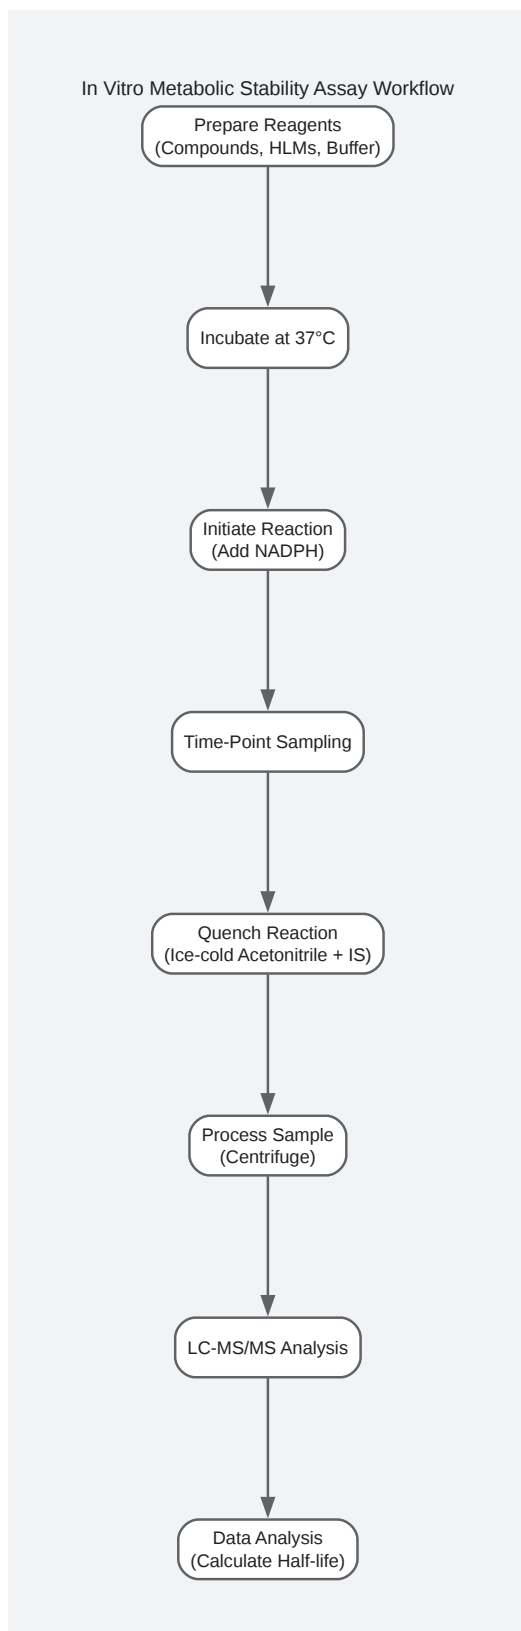 In Vitro Metabolic Stability Assay Workflow
Prepare Reagents
(Compounds, HLMs, Buffer)
Incubate at 37°C
Initiate Reaction
(Add NADPH)
Time-Point Sampling
Quench Reaction
(Ice-cold Acetonitrile + IS)
Process Sample
(Centrifuge)
LC-MS/MS Analysis
Data Analysis
(Calculate Half-life)